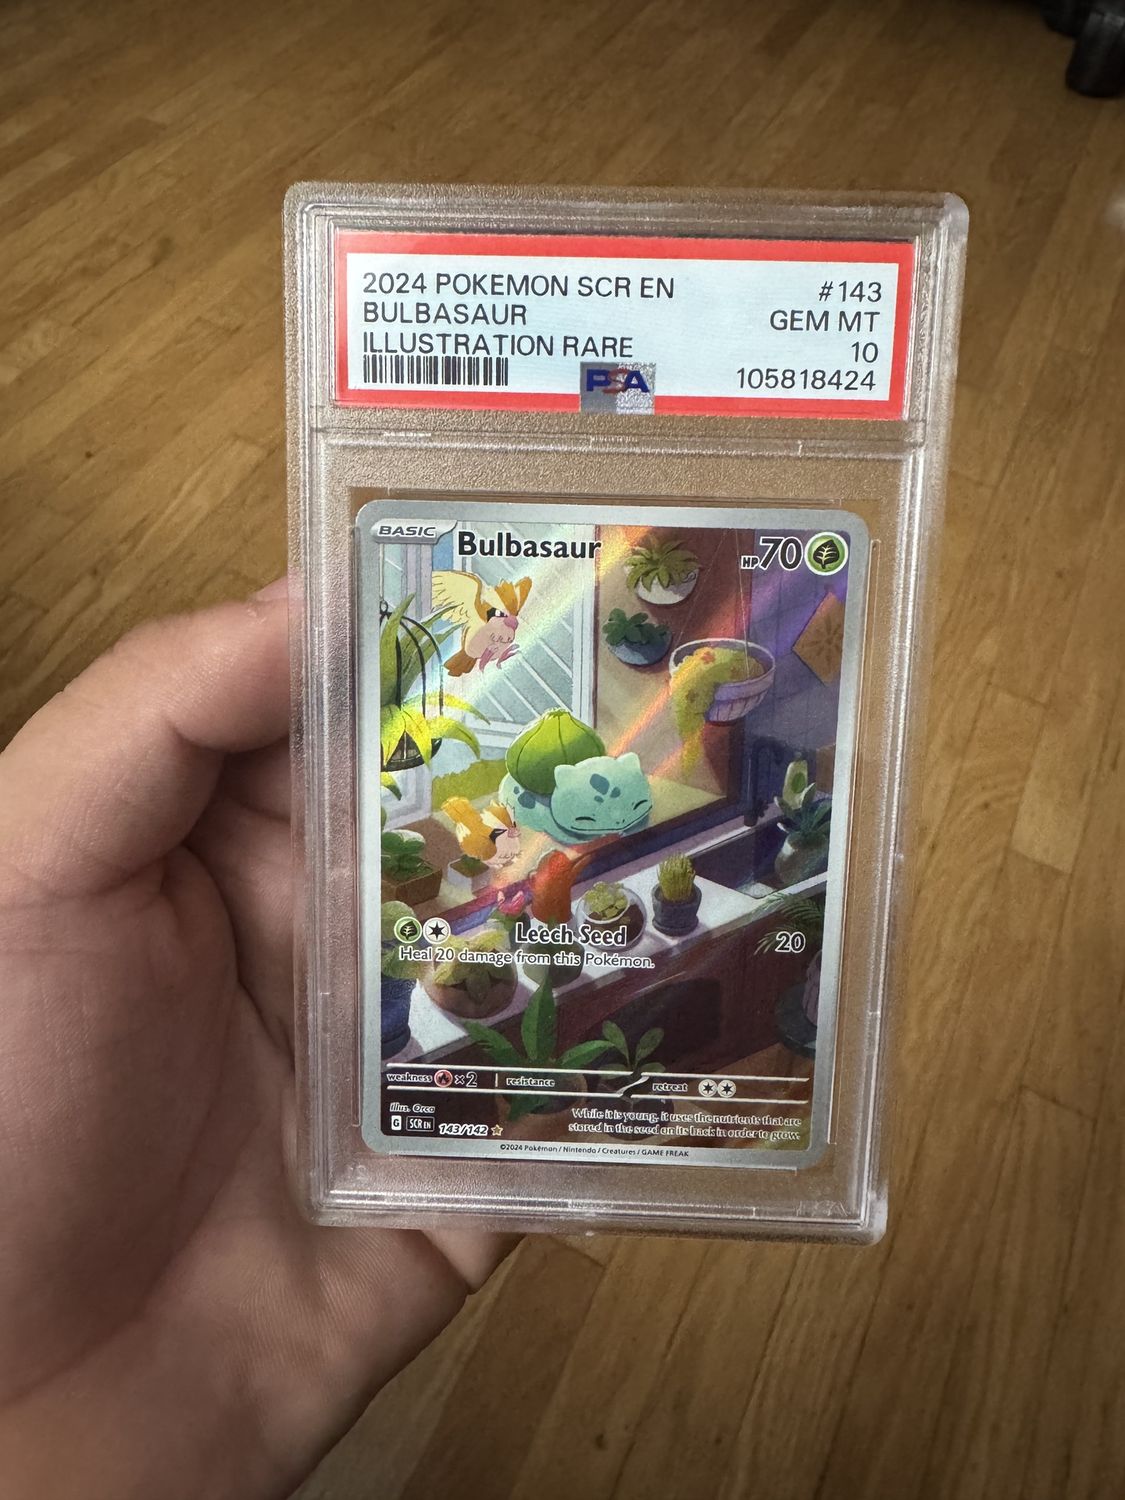 2024 POKEMON SCR EN #143
BULBASAUR GEM MT
ILLUSTRATION RARE 10
PSA 105818424
BASIC Bulbasaur HP 70
Leech Seed 20
Heal 20 damage from this Pokémon.
weakness ×2 resistance retreat
Illus. Orca
While it is young, it uses the nutrients that are
stored in the seed on its back in order to grow.
G SCR EN 143/142
©2024 Pokémon / Nintendo / Creatures / GAME FREAK